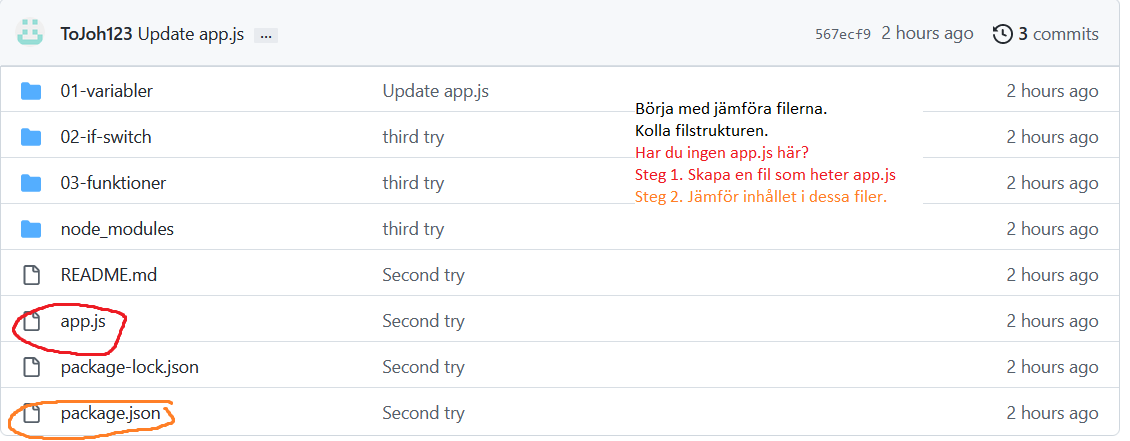 ToJoh123 Update app.js ... 567ecf9 2 hours ago 3 commits
01-variabler Update app.js 2 hours ago
02-if-switch third try 2 hours ago
03-funktioner third try 2 hours ago
node_modules third try 2 hours ago
README.md Second try 2 hours ago
app.js Second try 2 hours ago
package-lock.json Second try 2 hours ago
package.json Second try 2 hours ago
Börja med jämföra filerna.
Kolla filstrukturen.
Har du ingen app.js här?
Steg 1. Skapa en fil som heter app.js
Steg 2. Jämför inhållet i dessa filer.